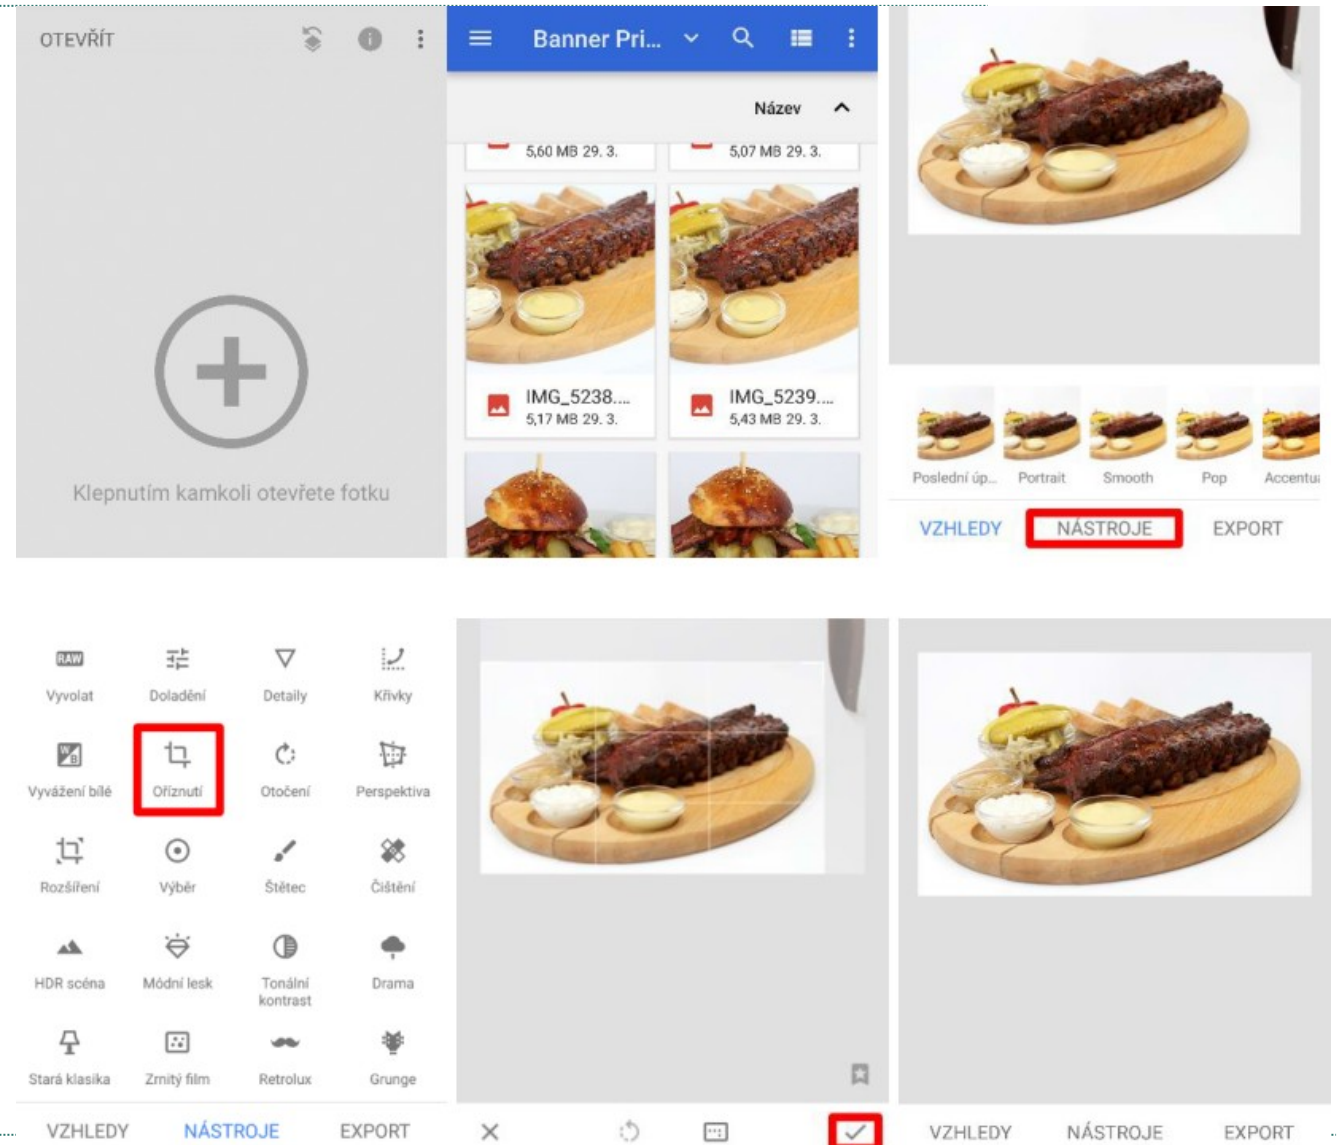 OTEVŘÍT
Klepnutím kamkoli otevřete fotku
Banner Pri...
Název
5,60 MB 29. 3.
5,07 MB 29. 3.
IMG_5238....
5,17 MB 29. 3.
IMG_5239....
5,43 MB 29. 3.
Poslední úp... Portrait Smooth Pop Accentua
VZHLEDY NÁSTROJE EXPORT
RAW
Vyvolat Doladění Detaily Křivky
W B
Vyvážení bílé Oříznutí Otočení Perspektiva
Rozšíření Výběr Štětec Čištění
HDR scéna Módní lesk Tonální kontrast Drama
Stará klasika Zrnitý film Retrolux Grunge
VZHLEDY NÁSTROJE EXPORT
VZHLEDY NÁSTROJE EXPORT